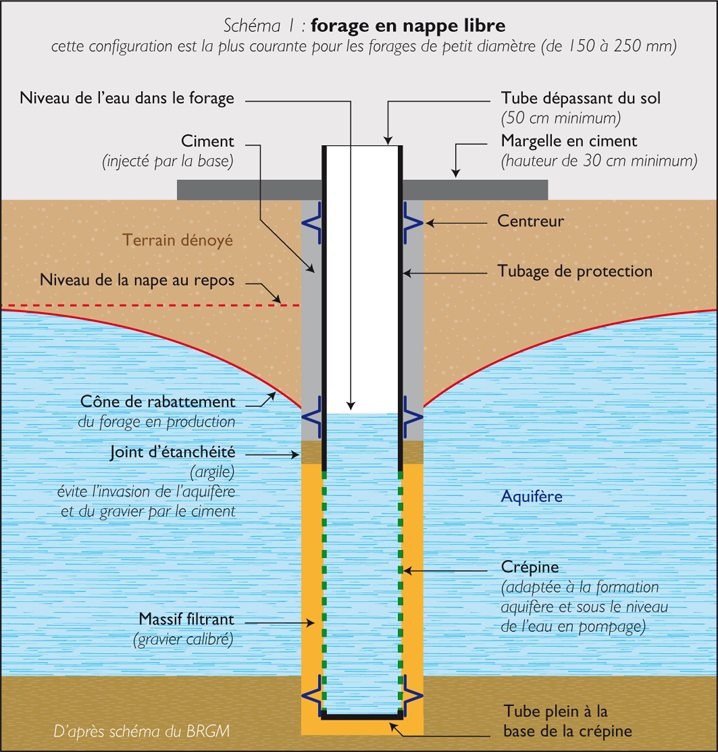 Schéma 1 : forage en nappe libre
cette configuration est la plus courante pour les forages de petit diamètre (de 150 à 250 mm)
Niveau de l'eau dans le forage
Tube dépassant du sol
(50 cm minimum)
Ciment
(injecté par la base)
Margelle en ciment
(hauteur de 30 cm minimum)
Centreur
Terrain dénoyé
Tubage de protection
Niveau de la nape au repos
Cône de rabattement
du forage en production
Joint d'étanchéité
(argile)
évite l'invasion de l'aquifère
et du gravier par le ciment
Aquifère
Crépine
(adaptée à la formation
aquifère et sous le niveau
de l'eau en pompage)
Massif filtrant
(gravier calibré)
Tube plein à la
base de la crépine
D'après schéma du BRGM